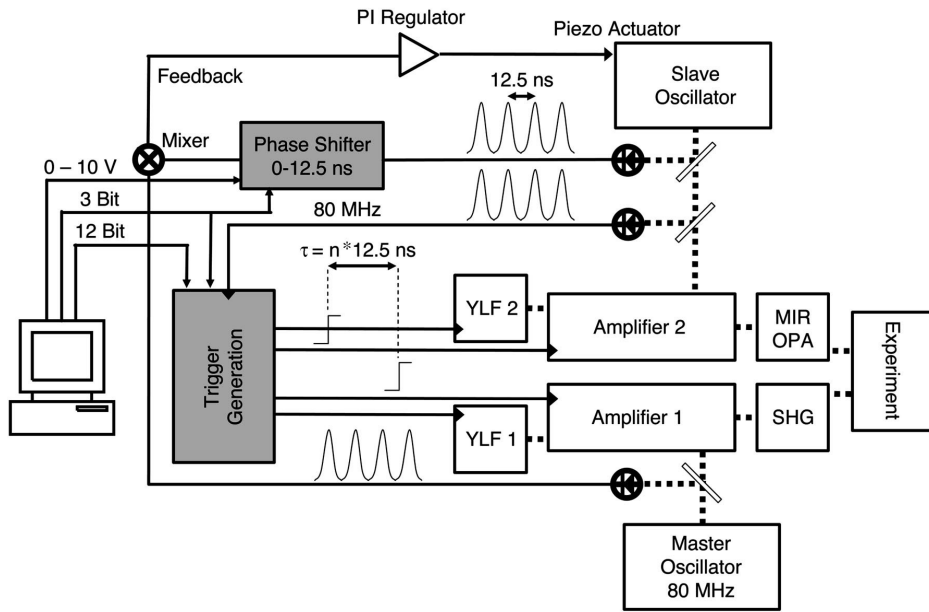 PI Regulator
Piezo Actuator
Feedback
Slave
Oscillator
12.5 ns
Mixer
Phase Shifter
0-12.5 ns
0 – 10 V
3 Bit
80 MHz
12 Bit
τ = n*12.5 ns
YLF 2
Amplifier 2
MIR
OPA
Trigger
Generation
Experiment
Amplifier 1
YLF 1
SHG
Master
Oscillator
80 MHz